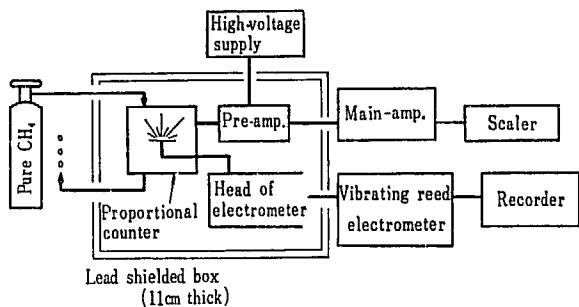 High-voltage
supply
Pure CH4
Pre-amp.
Main-amp.
Scaler
Proportional
counter
Head of
electrometer
Vibrating reed
electrometer
Recorder
Lead shielded box
(11cm thick)